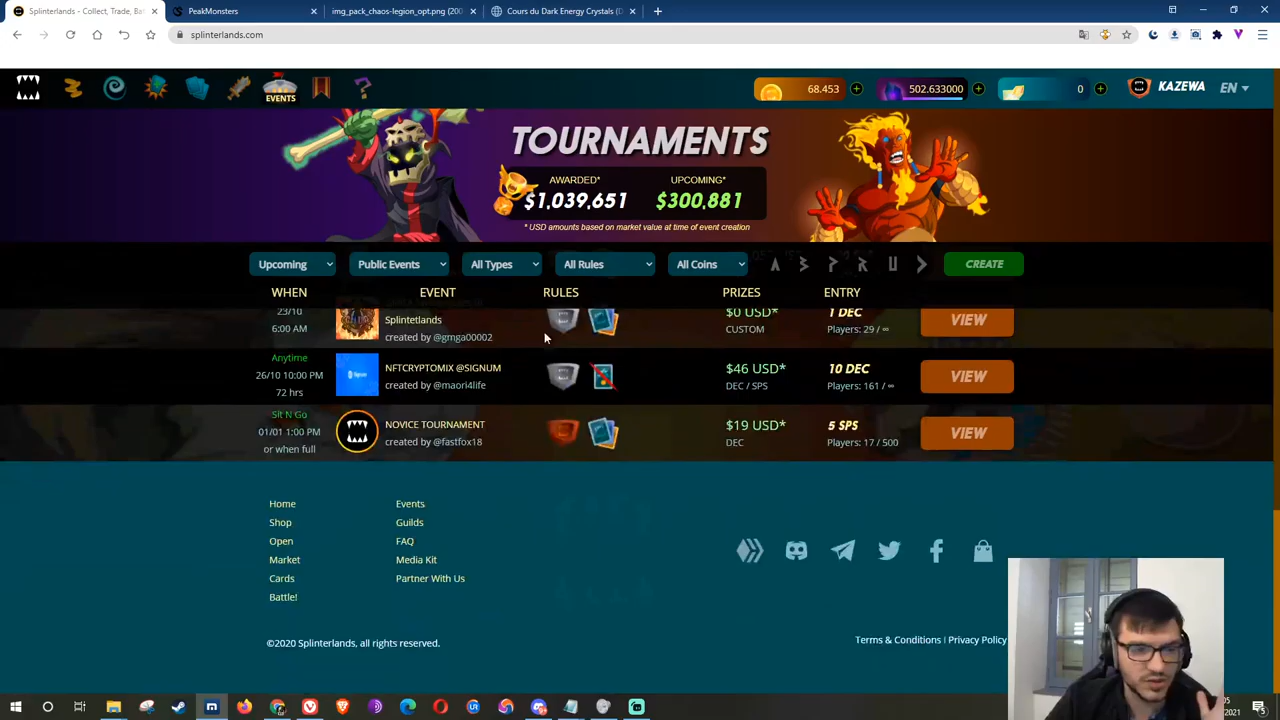 Splinterlands - Collect, Trade, Ba
PeakMonsters
img_pack_chaos-legion_opt.png (200
Cours du Dark Energy Crystals (D
splinterlands.com
EVENTS
68.453
502.633000
0
KAZEWA
EN
TOURNAMENTS
AWARDED*
UPCOMING*
$1,039,651
$300,881
* USD amounts based on market value at time of event creation
Upcoming
Public Events
All Types
All Rules
All Coins
CREATE
WHEN
EVENT
RULES
PRIZES
ENTRY
23/10
6:00 AM
Splintetlands
created by @gmga00002
$0 USD*
CUSTOM
1 DEC
Players: 29 / ∞
VIEW
Anytime
26/10 10:00 PM
72 hrs
NFTCRYPTOMIX @SIGNUM
created by @maori4life
$46 USD*
DEC / SPS
10 DEC
Players: 161 / ∞
VIEW
Sit N Go
01/01 1:00 PM
or when full
NOVICE TOURNAMENT
created by @fastfox18
$19 USD*
DEC
5 SPS
Players: 17 / 500
VIEW
Home
Events
Shop
Guilds
Open
FAQ
Market
Media Kit
Cards
Partner With Us
Battle!
©2020 Splinterlands, all rights reserved.
Terms & Conditions | Privacy Policy